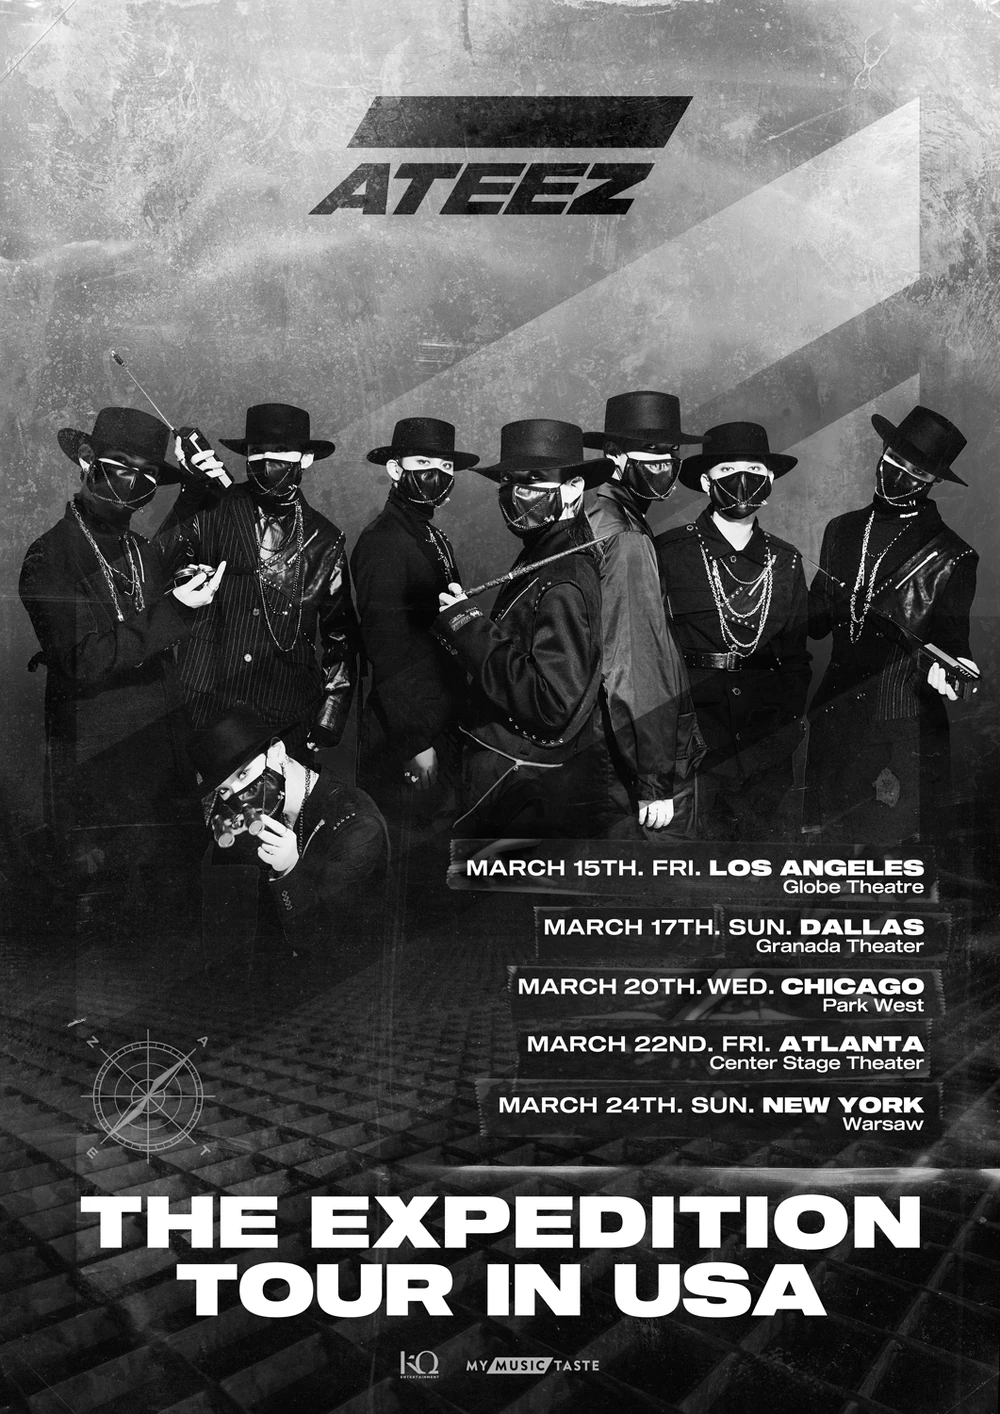 ATEEZ
MARCH 15TH. FRI. LOS ANGELES
Globe Theatre
MARCH 17TH. SUN. DALLAS
Granada Theater
MARCH 20TH. WED. CHICAGO
Park West
MARCH 22ND. FRI. ATLANTA
Center Stage Theater
MARCH 24TH. SUN. NEW YORK
Warsaw
Z A
E T
THE EXPEDITION
TOUR IN USA
KQ
ENTERTAINMENT
MY MUSIC TASTE